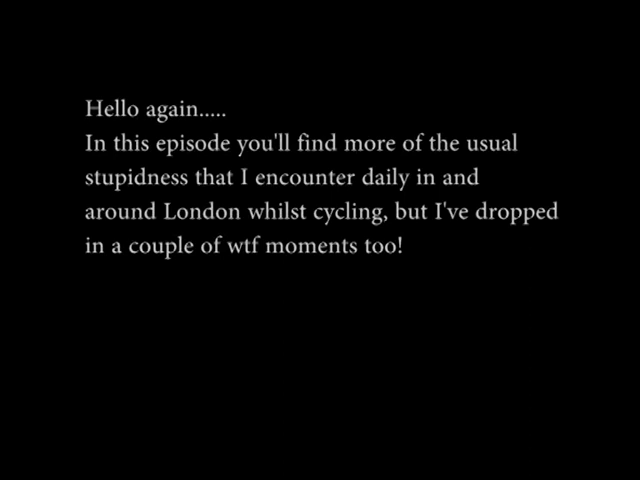 Hello again.....
In this episode you'll find more of the usual
stupidness that I encounter daily in and
around London whilst cycling, but I've dropped
in a couple of wtf moments too!